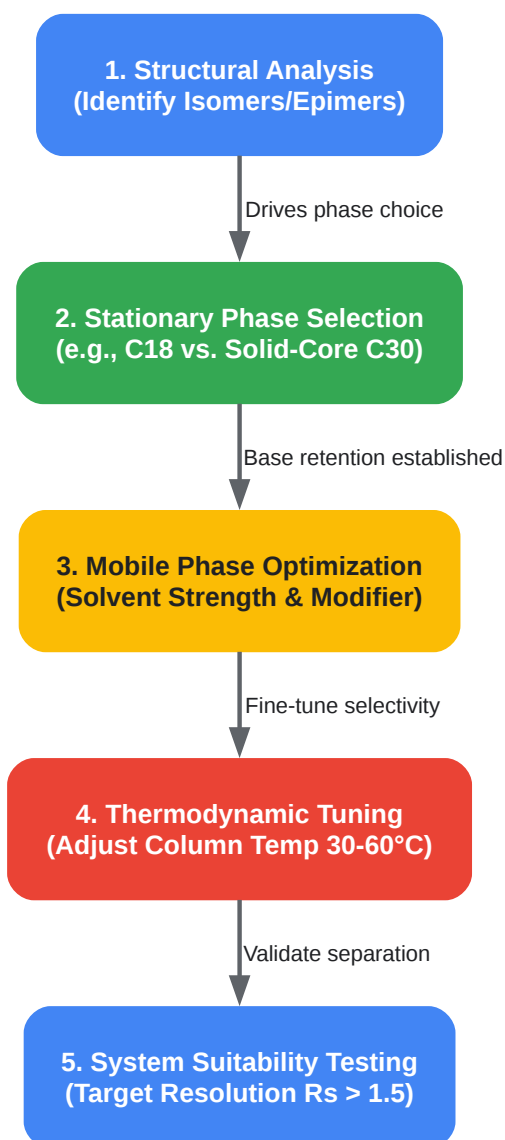 1. Structural Analysis
(Identify Isomers/Epimers)
Drives phase choice
2. Stationary Phase Selection
(e.g., C18 vs. Solid-Core C30)
Base retention established
3. Mobile Phase Optimization
(Solvent Strength & Modifier)
Fine-tune selectivity
4. Thermodynamic Tuning
(Adjust Column Temp 30-60°C)
Validate separation
5. System Suitability Testing
(Target Resolution Rs > 1.5)